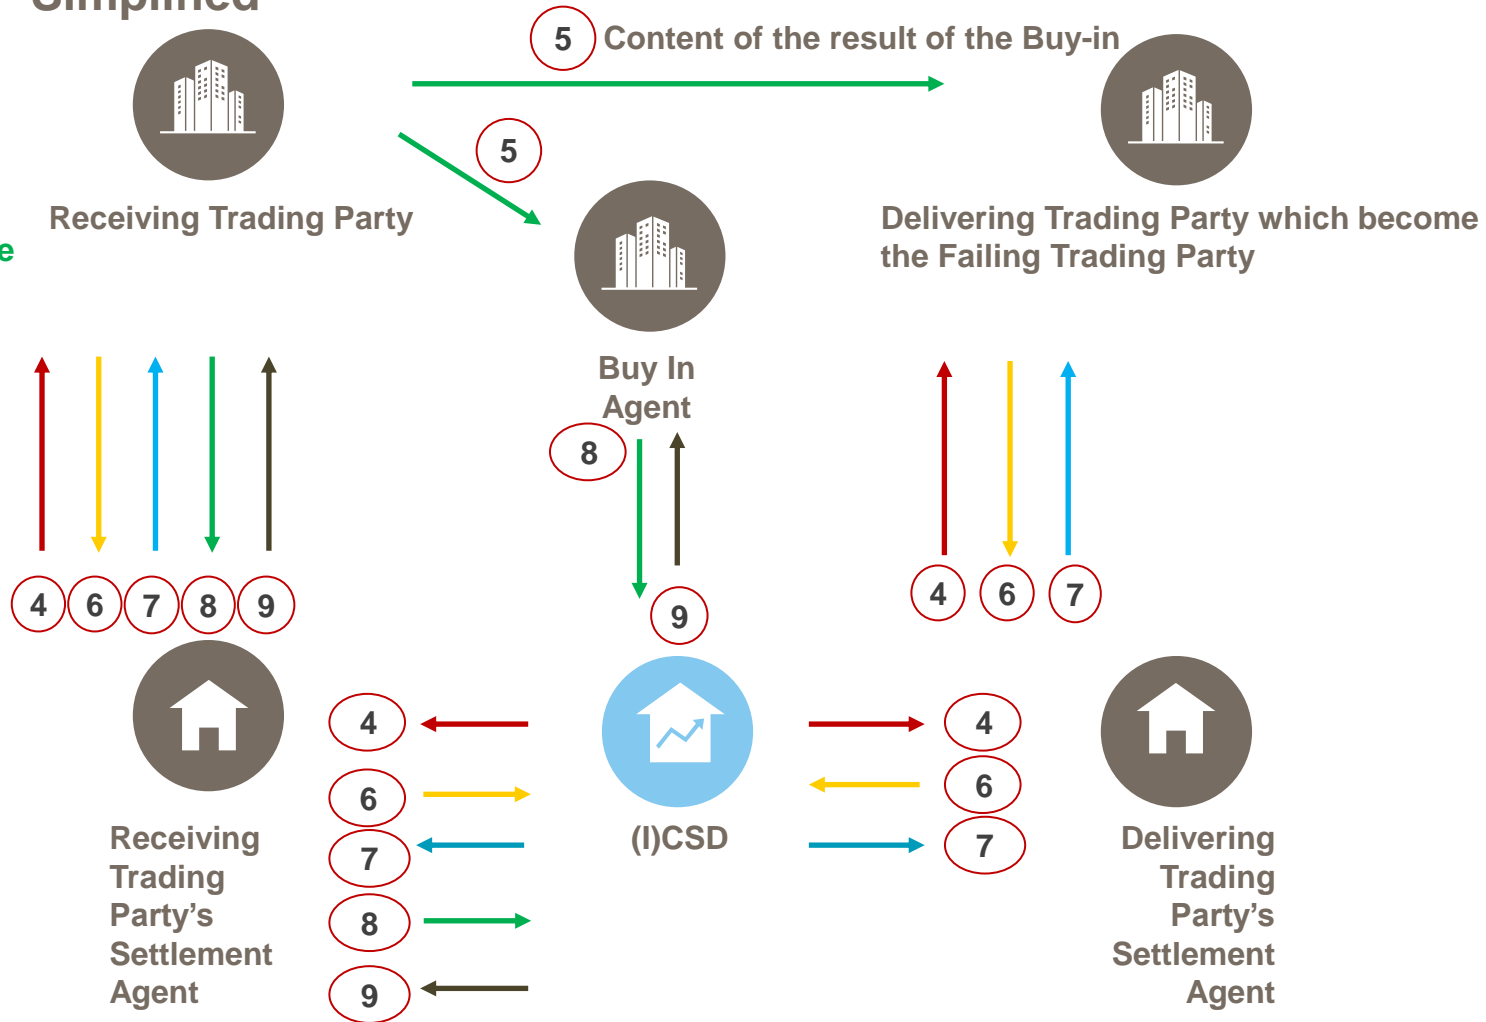 Simplified
5 Content of the result of the Buy-in
5
Receiving Trading Party
Delivering Trading Party which become
the Failing Trading Party
e
Buy In
Agent
8
4 6 7 8 9
9
4 6 7
4
4
6
6
7
7
8
9
(I)CSD
Receiving
Trading
Party’s
Settlement
Agent
Delivering
Trading
Party’s
Settlement
Agent